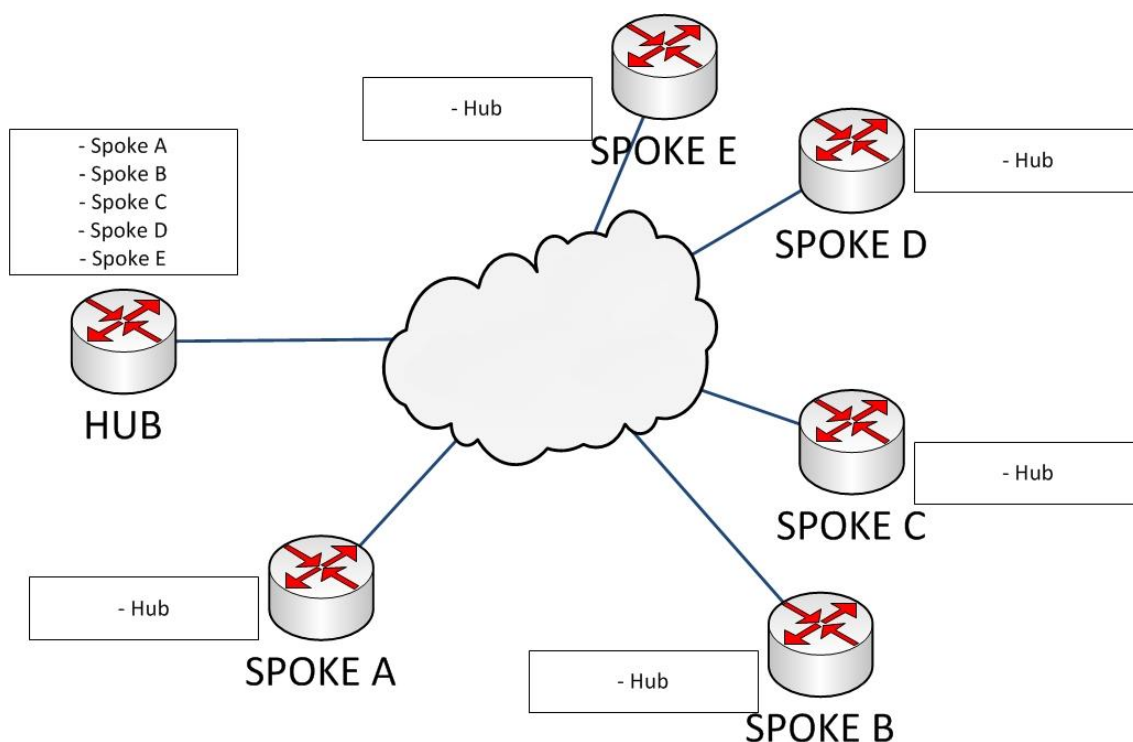 - Hub
SPOKE E
- Hub
SPOKE D
- Spoke A
- Spoke B
- Spoke C
- Spoke D
- Spoke E
HUB
- Hub
SPOKE C
- Hub
SPOKE A
- Hub
SPOKE B